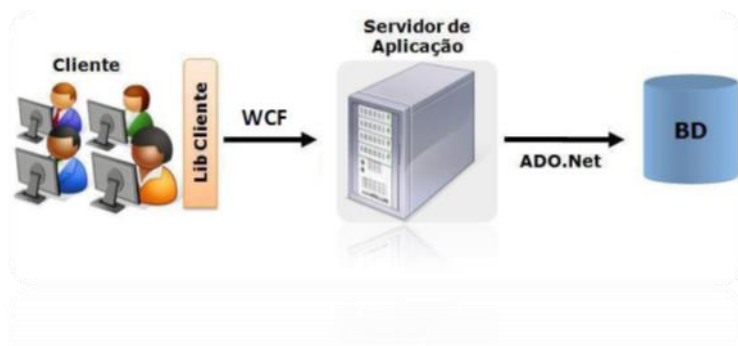 Cliente
Lib Cliente
WCF
Servidor de
Aplicação
ADO.Net
BD